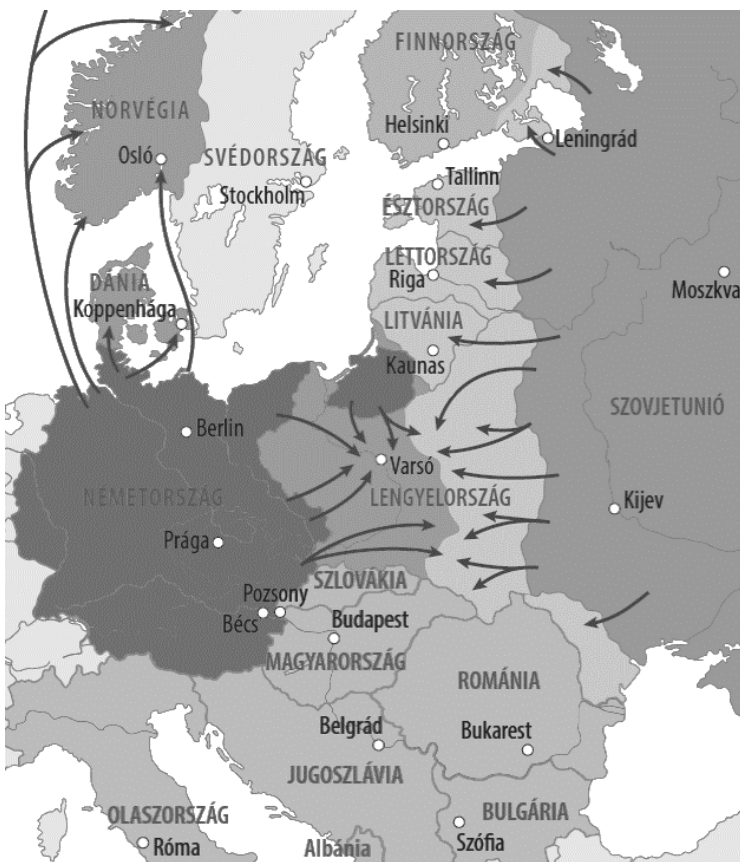 FINNORSZÁG
NORVÉGIA
Helsinki
Leningrád
Osló
SVÉDORSZÁG
Stockholm
Tallinn
ÉSZTORSZÁG
LETTORSZÁG
Riga
Moszkva
DÁNIA
Koppenhága
LITVÁNIA
Kaunas
SZOVJETUNIÓ
Berlin
Varsó
NÉMETORSZÁG
LENGYELORSZÁG
Kijev
Prága
SZLOVÁKIA
Pozsony
Bécs
Budapest
MAGYARORSZÁG
ROMÁNIA
Belgrád
Bukarest
JUGOSZLÁVIA
OLASZORSZÁG
BULGÁRIA
Róma
Albánia
Szófia